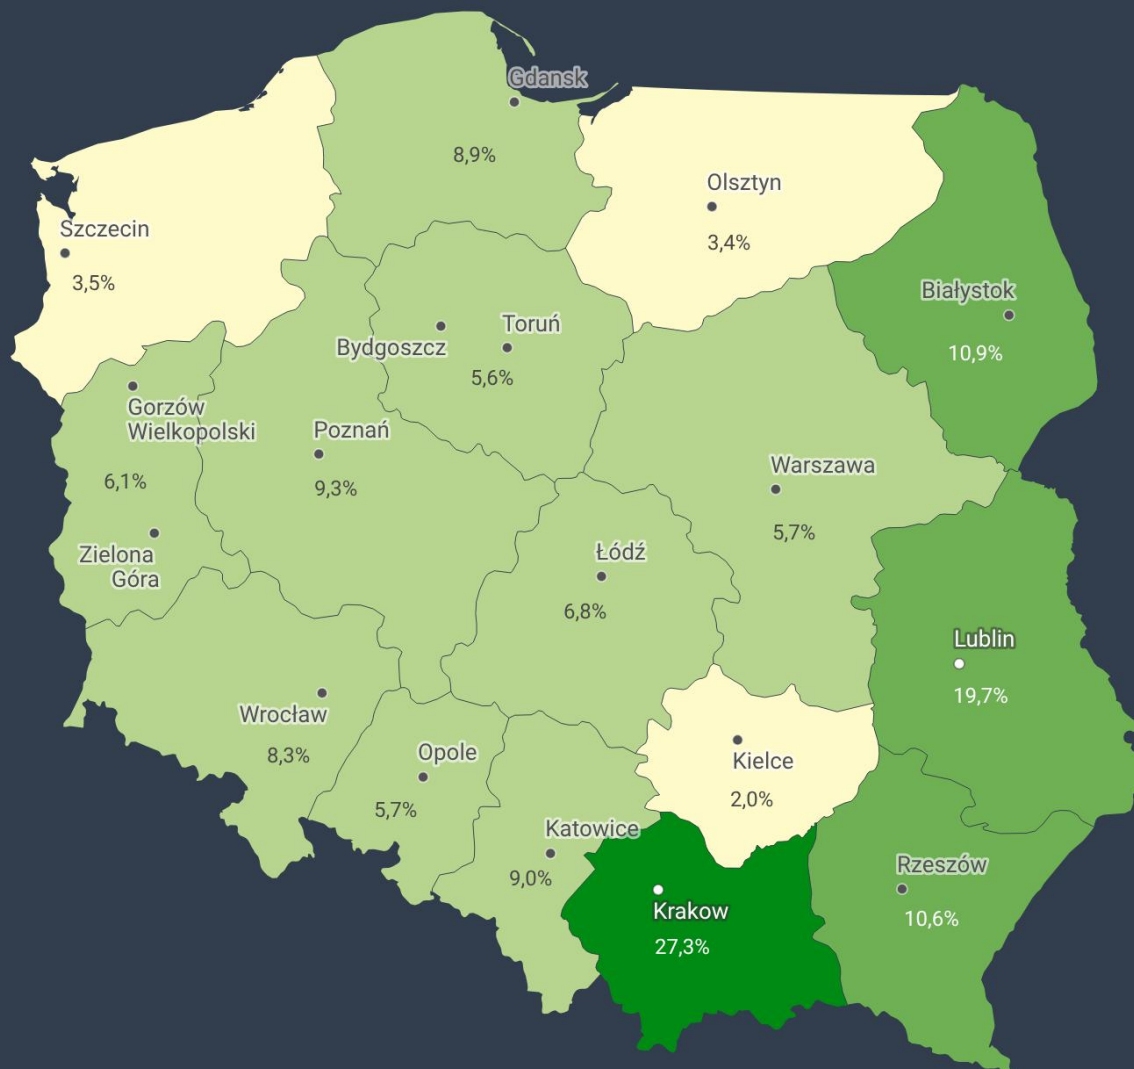 Gdansk
8,9%
Olsztyn
3,4%
Szczecin
3,5%
Białystok
10,9%
Toruń
Bydgoszcz
5,6%
Gorzów
Wielkopolski
6,1%
Poznań
9,3%
Warszawa
5,7%
Zielona
Góra
Łódź
6,8%
Lublin
19,7%
Wrocław
8,3%
Opole
5,7%
Kielce
2,0%
Katowice
9,0%
Rzeszów
10,6%
Krakow
27,3%